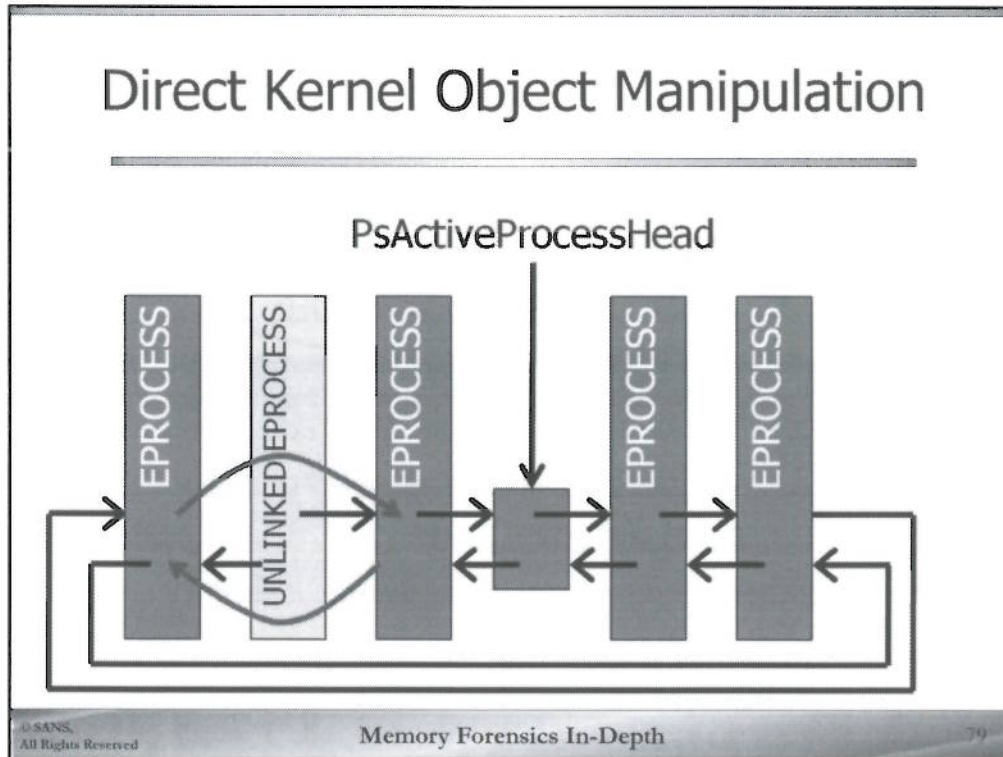 Direct Kernel Object Manipulation
PsActiveProcessHead
EPROCESS
UNLINKED EPROCESS
EPROCESS
EPROCESS
EPROCESS
© SANS,
All Rights Reserved
Memory Forensics In-Depth
79